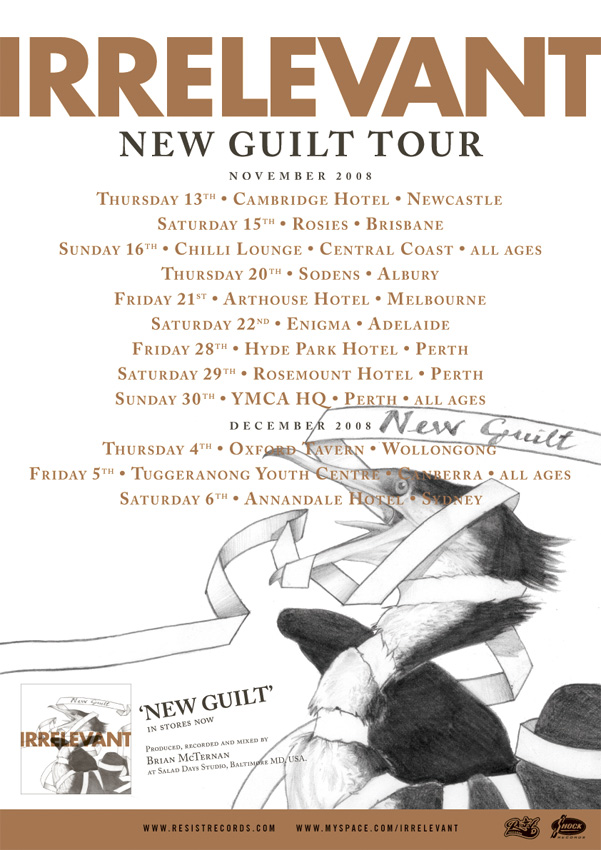 IRRELEVANT
NEW GUILT TOUR
NOVEMBER 2008
THURSDAY 13TH • CAMBRIDGE HOTEL • NEWCASTLE
SATURDAY 15TH • ROSIES • BRISBANE
SUNDAY 16TH • CHILLI LOUNGE • CENTRAL COAST • ALL AGES
THURSDAY 20TH • SODENS • ALBURY
FRIDAY 21ST • ARTHOUSE HOTEL • MELBOURNE
SATURDAY 22ND • ENIGMA • ADELAIDE
FRIDAY 28TH • HYDE PARK HOTEL • PERTH
SATURDAY 29TH • ROSEMOUNT HOTEL • PERTH
SUNDAY 30TH • YMCA HQ • PERTH • ALL AGES
DECEMBER 2008
New Guilt
THURSDAY 4TH • OXFORD TAVERN • WOLLONGONG
FRIDAY 5TH • TUGGERANONG YOUTH CENTRE • CANBERRA • ALL AGES
SATURDAY 6TH • ANNANDALE HOTEL • SYDNEY
New Guilt
IRRELEVANT
'NEW GUILT'
IN STORES NOW
PRODUCED, RECORDED AND MIXED BY
BRIAN MCTERNAN
AT SALAD DAYS STUDIO, BALTIMORE MD, USA.
WWW.RESISTRECORDS.COM WWW.MYSPACE.COM/IRRELEVANT
SHOCK
RECORDS